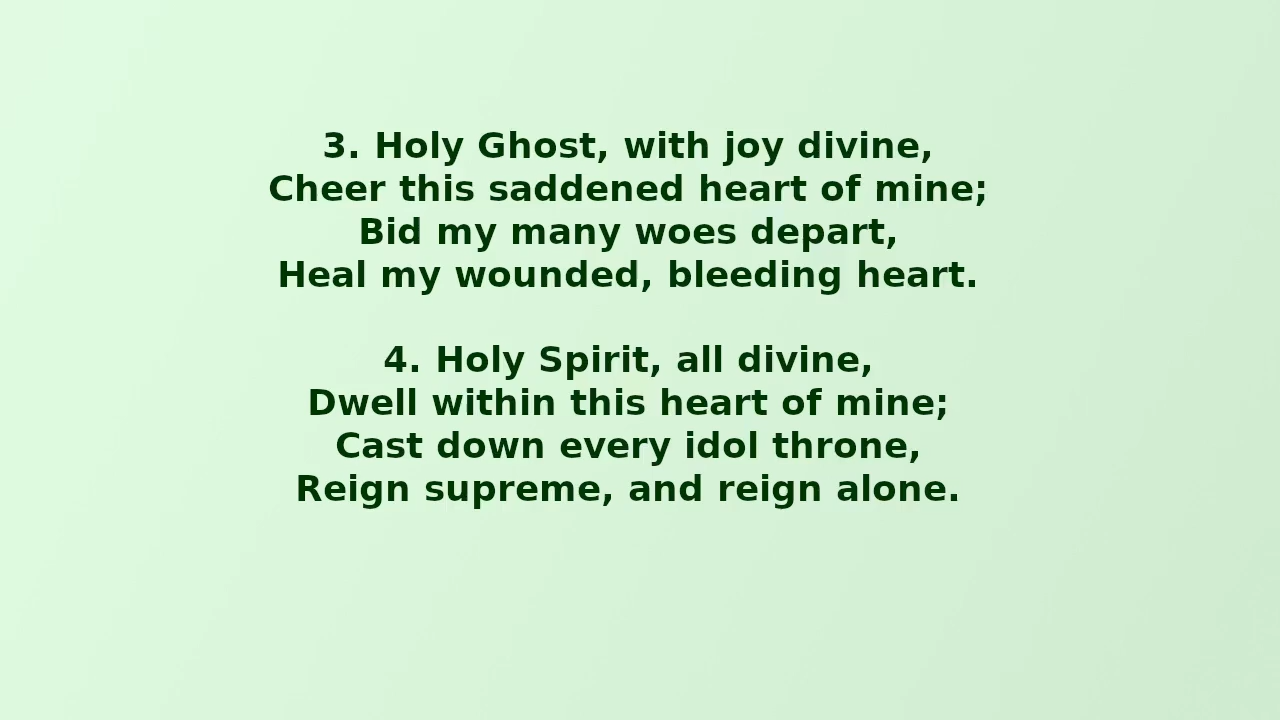 3. Holy Ghost, with joy divine,
Cheer this saddened heart of mine;
Bid my many woes depart,
Heal my wounded, bleeding heart.
4. Holy Spirit, all divine,
Dwell within this heart of mine;
Cast down every idol throne,
Reign supreme, and reign alone.